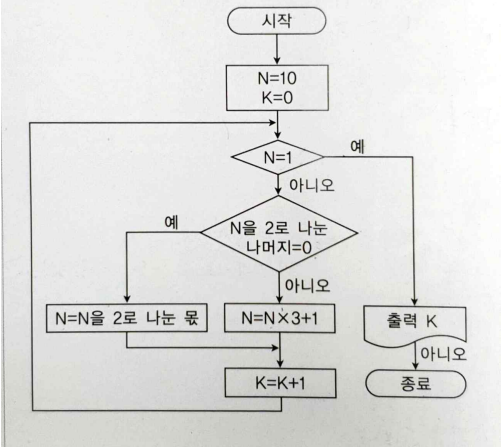 시작
N=10
K=0
N=1
예
아니오
N을 2로 나눈
나머지=0
예
아니오
N=N을 2로 나눈 몫
N=N×3+1
출력 K
아니오
K=K+1
종료